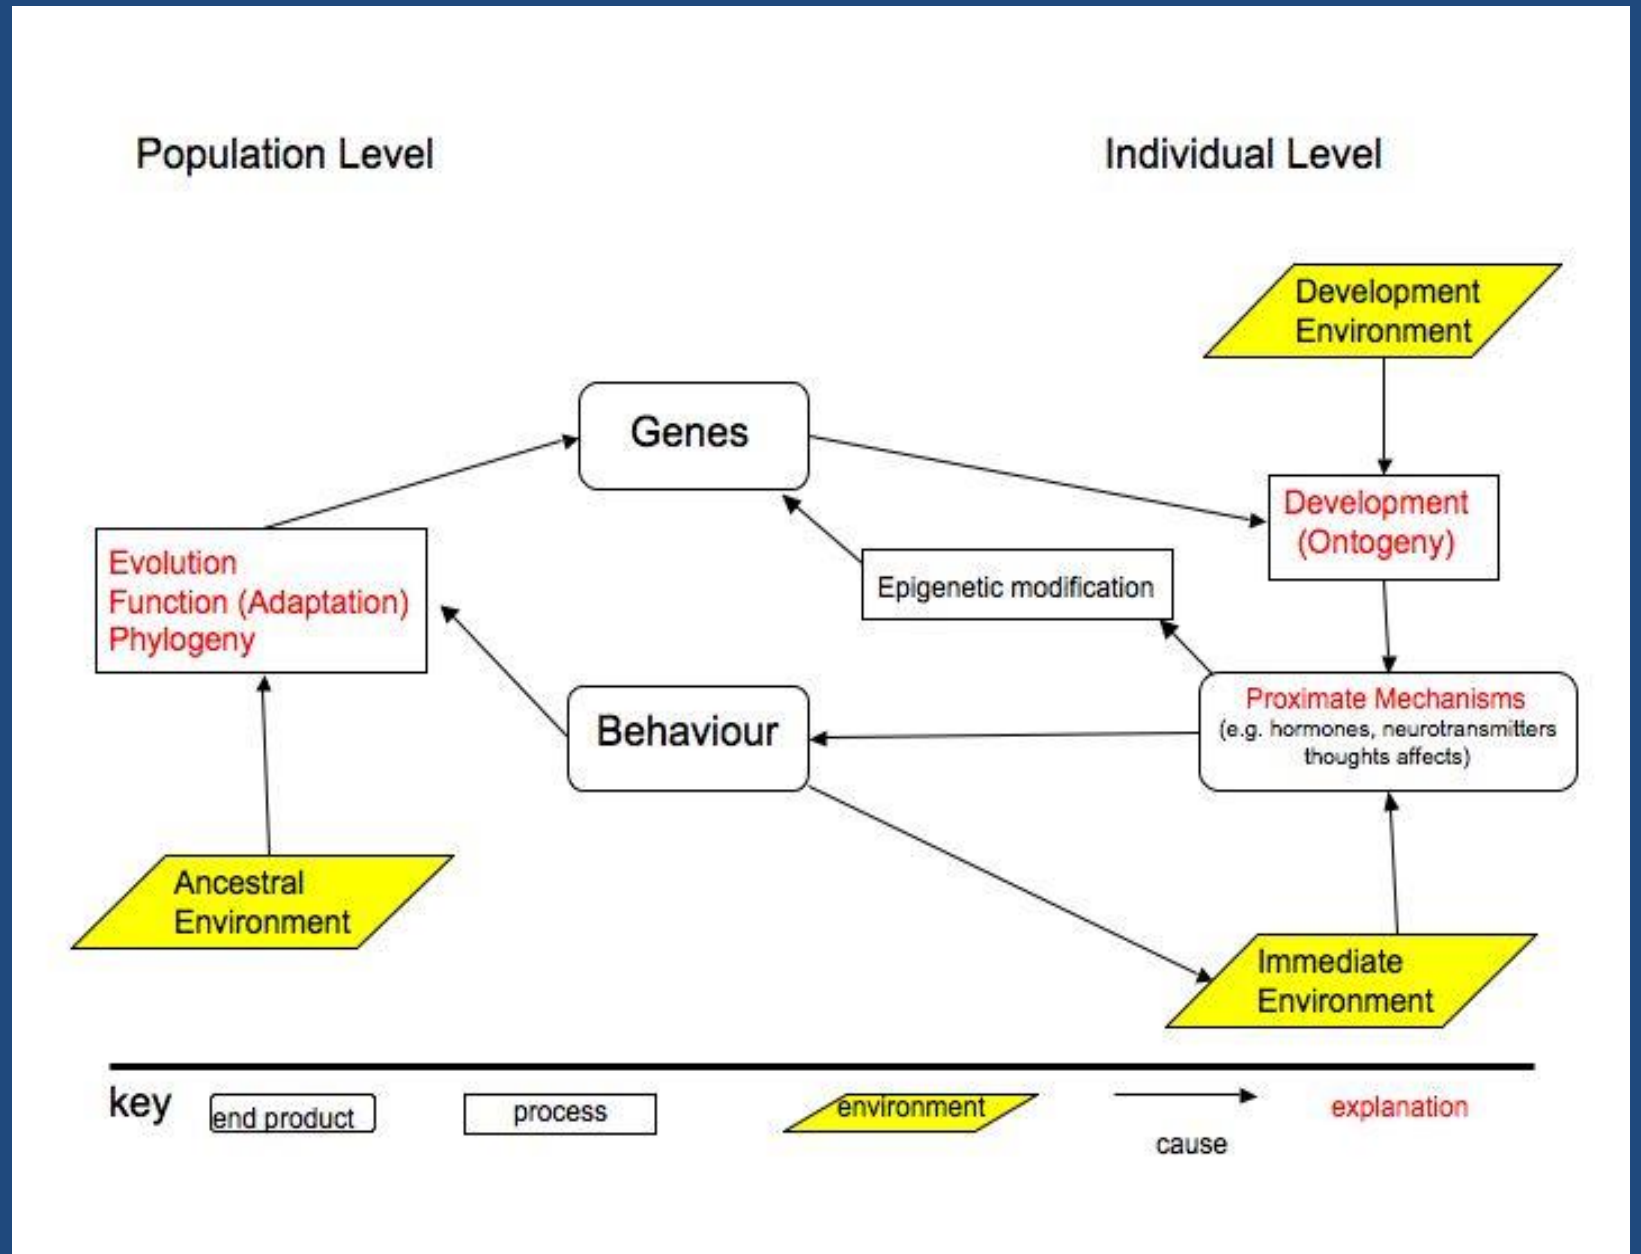 Population Level
Individual Level
Development
Environment
Genes
Development
(Ontogeny)
Evolution
Function (Adaptation)
Phylogeny
Epigenetic modification
Behaviour
Proximate Mechanisms
(e.g. hormones, neurotransmitters
thoughts affects)
Ancestral
Environment
Immediate
Environment
key
end product
process
environment
cause
explanation